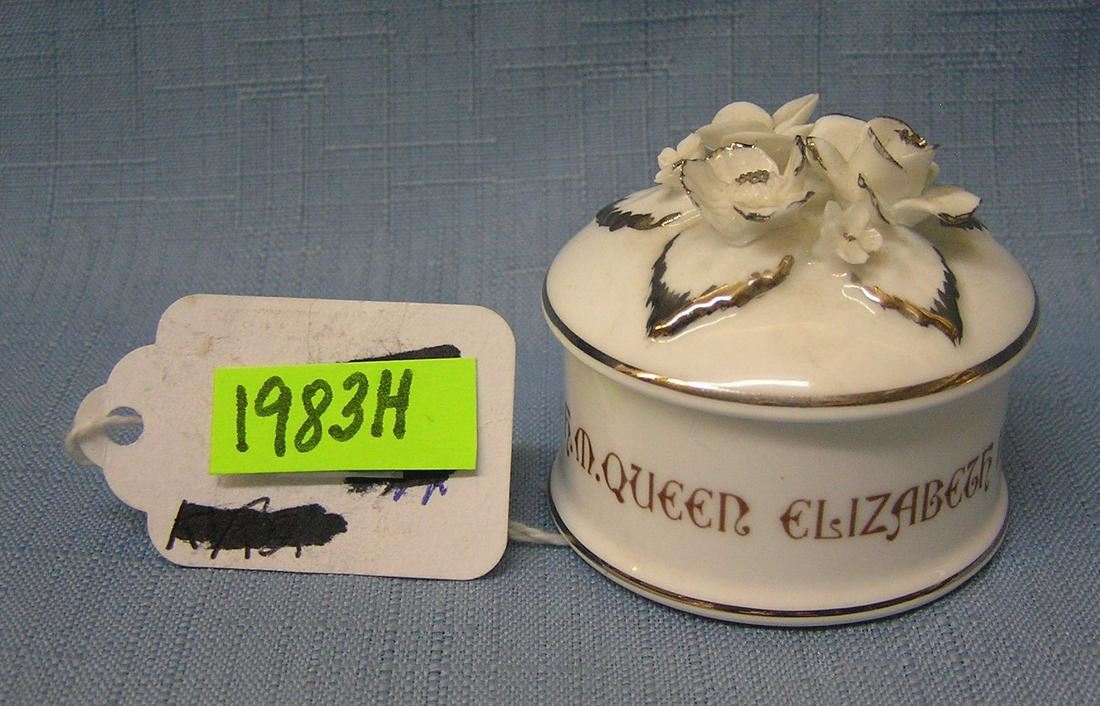 1983H
H.M. QUEEN ELIZABETH